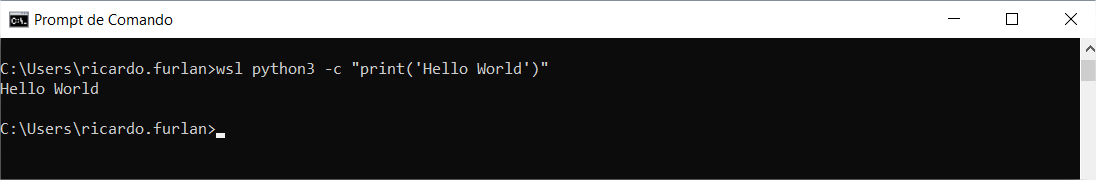 Prompt de Comando
C:\Users\ricardo.furlan>wsl python3 -c "print('Hello World')"
Hello World
C:\Users\ricardo.furlan>